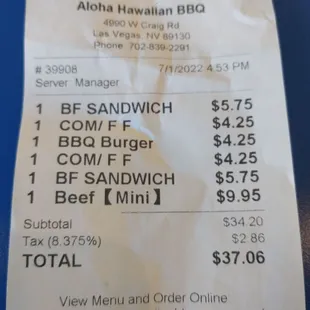 Aloha Hawaiian BBQ
4990 W Craig Rd
Las Vegas, NV 89130
Phone 702-839-2291
# 39908 7/1/2022 4:53 PM
Server Manager
1 BF SANDWICH $5.75
1 COM/ F F $4.25
1 BBQ Burger $4.25
1 COM/ F F $4.25
1 BF SANDWICH $5.75
1 Beef【Mini】 $9.95
Subtotal $34.20
Tax (8.375%) $2.86
TOTAL $37.06
View Menu and Order Online